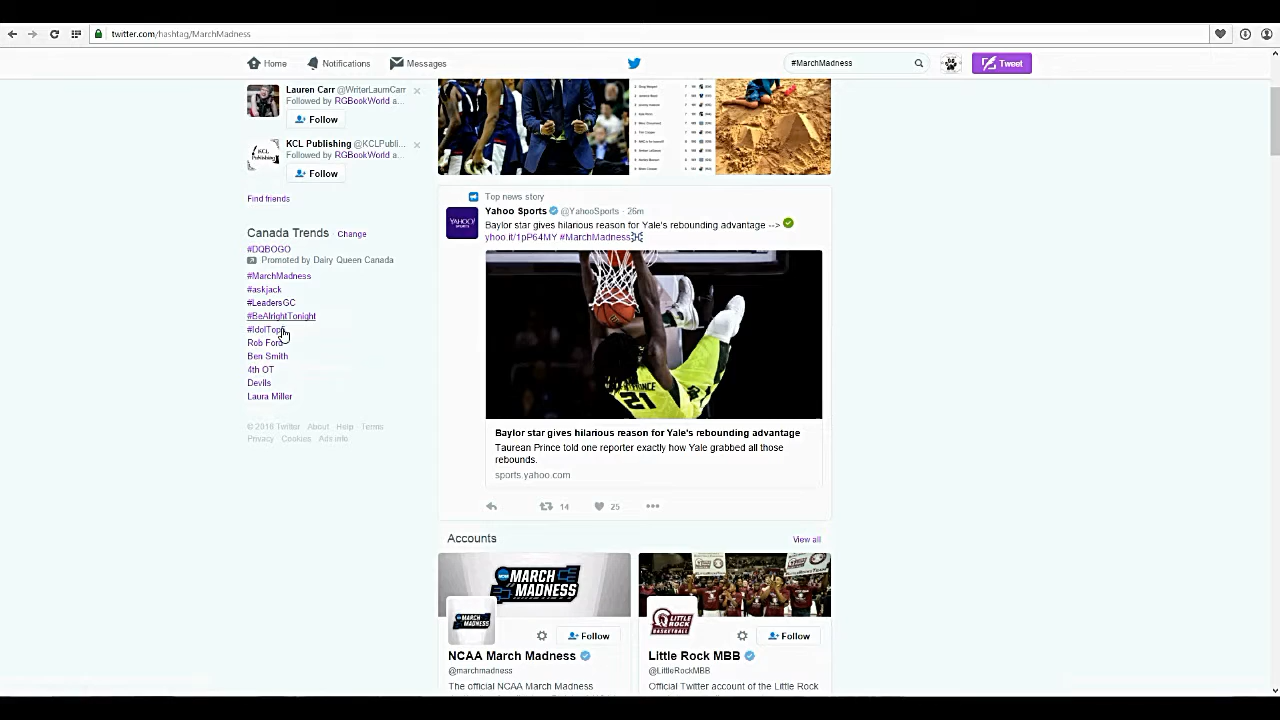 twitter.com/hashtag/MarchMadness
Home Notifications Messages #MarchMadness Tweet
Lauren Carr @WriterLaumCarr
Followed by RGBookWorld a...
Follow
KCL Publishing @KCLPubli...
Followed by RGBookWorld a...
Follow
Find friends
Canada Trends Change
#DQBOGO
Promoted by Dairy Queen Canada
#MarchMadness
#askjack
#LeadersGC
#BeAlrightTonight
Rob Ford
Ben Smith
4th OT
Devils
Laura Miller
© 2016 Twitter About Help Terms
Privacy Cookies Ads info
Top news story
Yahoo Sports @YahooSports · 26m
Baylor star gives hilarious reason for Yale's rebounding advantage -->
yhoo.it/1pP64MY #MarchMadness
21
Baylor star gives hilarious reason for Yale's rebounding advantage
Taurean Prince told one reporter exactly how Yale grabbed all those
rebounds.
sports.yahoo.com
14 25
Accounts View all
MARCH
MADNESS
MARCH
MADNESS
Follow
NCAA March Madness
@marchmadness
The official NCAA March Madness
LITTLE
ROCK
Follow
Little Rock MBB
@LittleRockMBB
Official Twitter account of the Little Rock